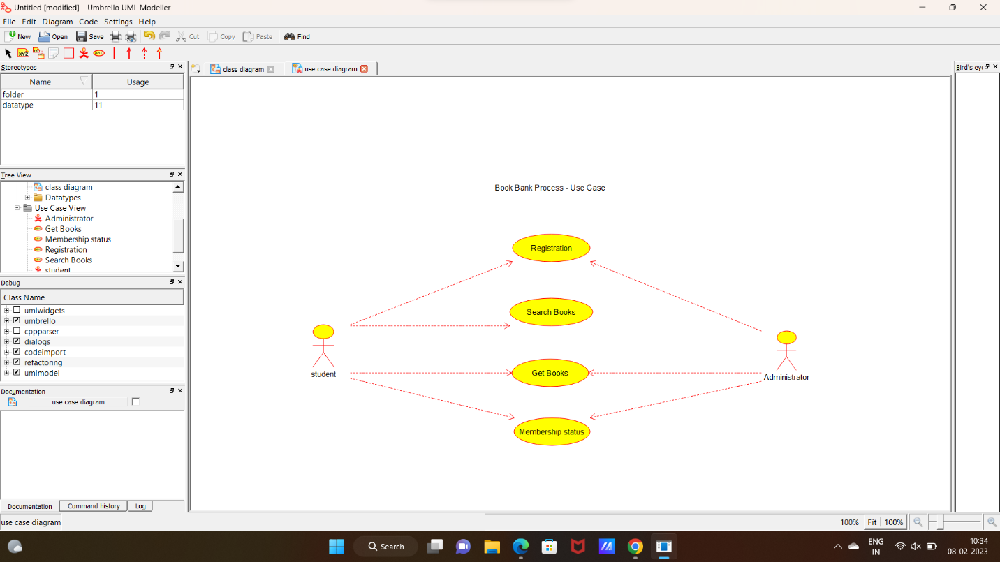 Untitled [modified] – Umbrello UML Modeller
File Edit Diagram Code Settings Help
New Open Save Cut Copy Paste Find
XYZ ABC
Stereotypes
Name Usage
folder 1
datatype 11
Tree View
class diagram
Datatypes
Use Case View
Administrator
Get Books
Membership status
Registration
Search Books
student
Debug
Class Name
umlwidgets
umbrello
cppparser
dialogs
codeimport
refactoring
umlmodel
Documentation
use case diagram
Documentation Command history Log
use case diagram
class diagram use case diagram
Bird's eye
Book Bank Process - Use Case
Registration
Search Books
student
Get Books
Administrator
Membership status
100% Fit 100%
Search
ENG
IN
10:34
08-02-2023